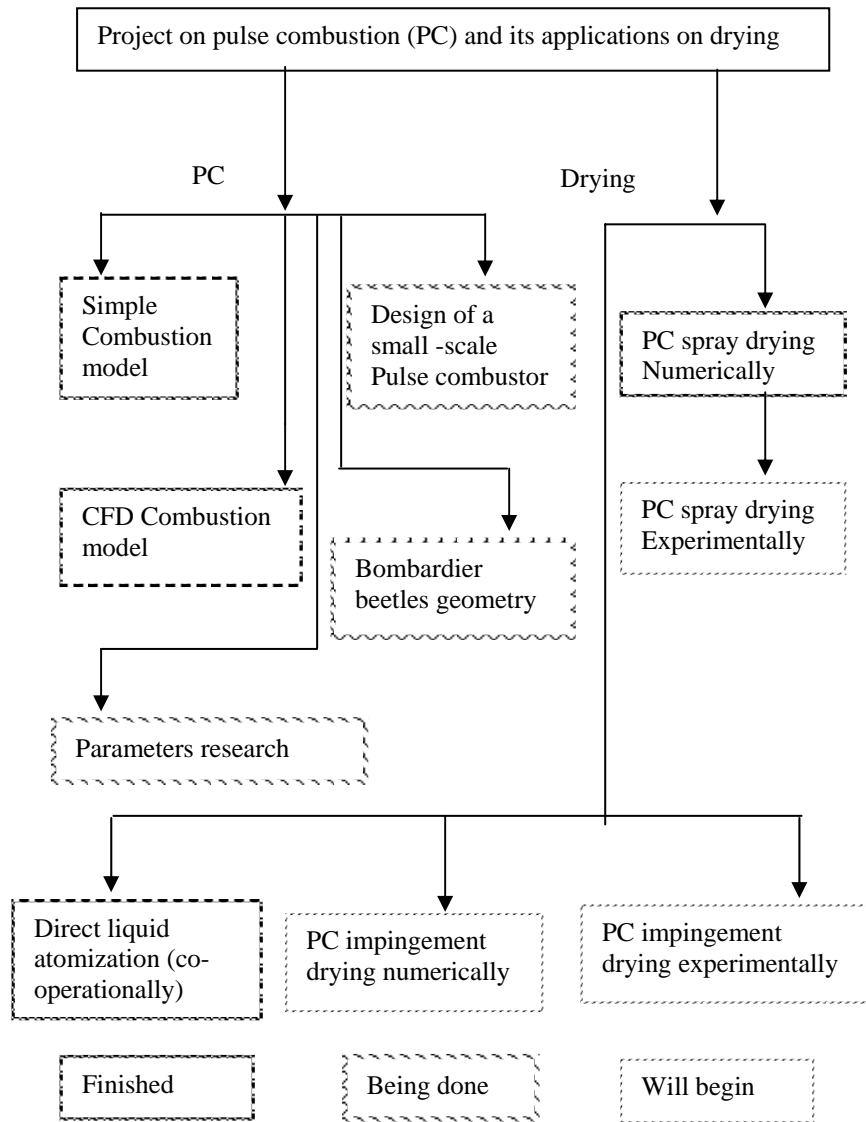 Project on pulse combustion (PC) and its applications on drying
PC
Drying
Simple
Combustion
model
Design of a
small -scale
Pulse combustor
PC spray drying
Numerically
CFD Combustion
model
PC spray drying
Experimentally
Bombardier
beetles geometry
Parameters research
Direct liquid
atomization (co-
operationally)
PC impingement
drying numerically
PC impingement
drying experimentally
Finished
Being done
Will begin